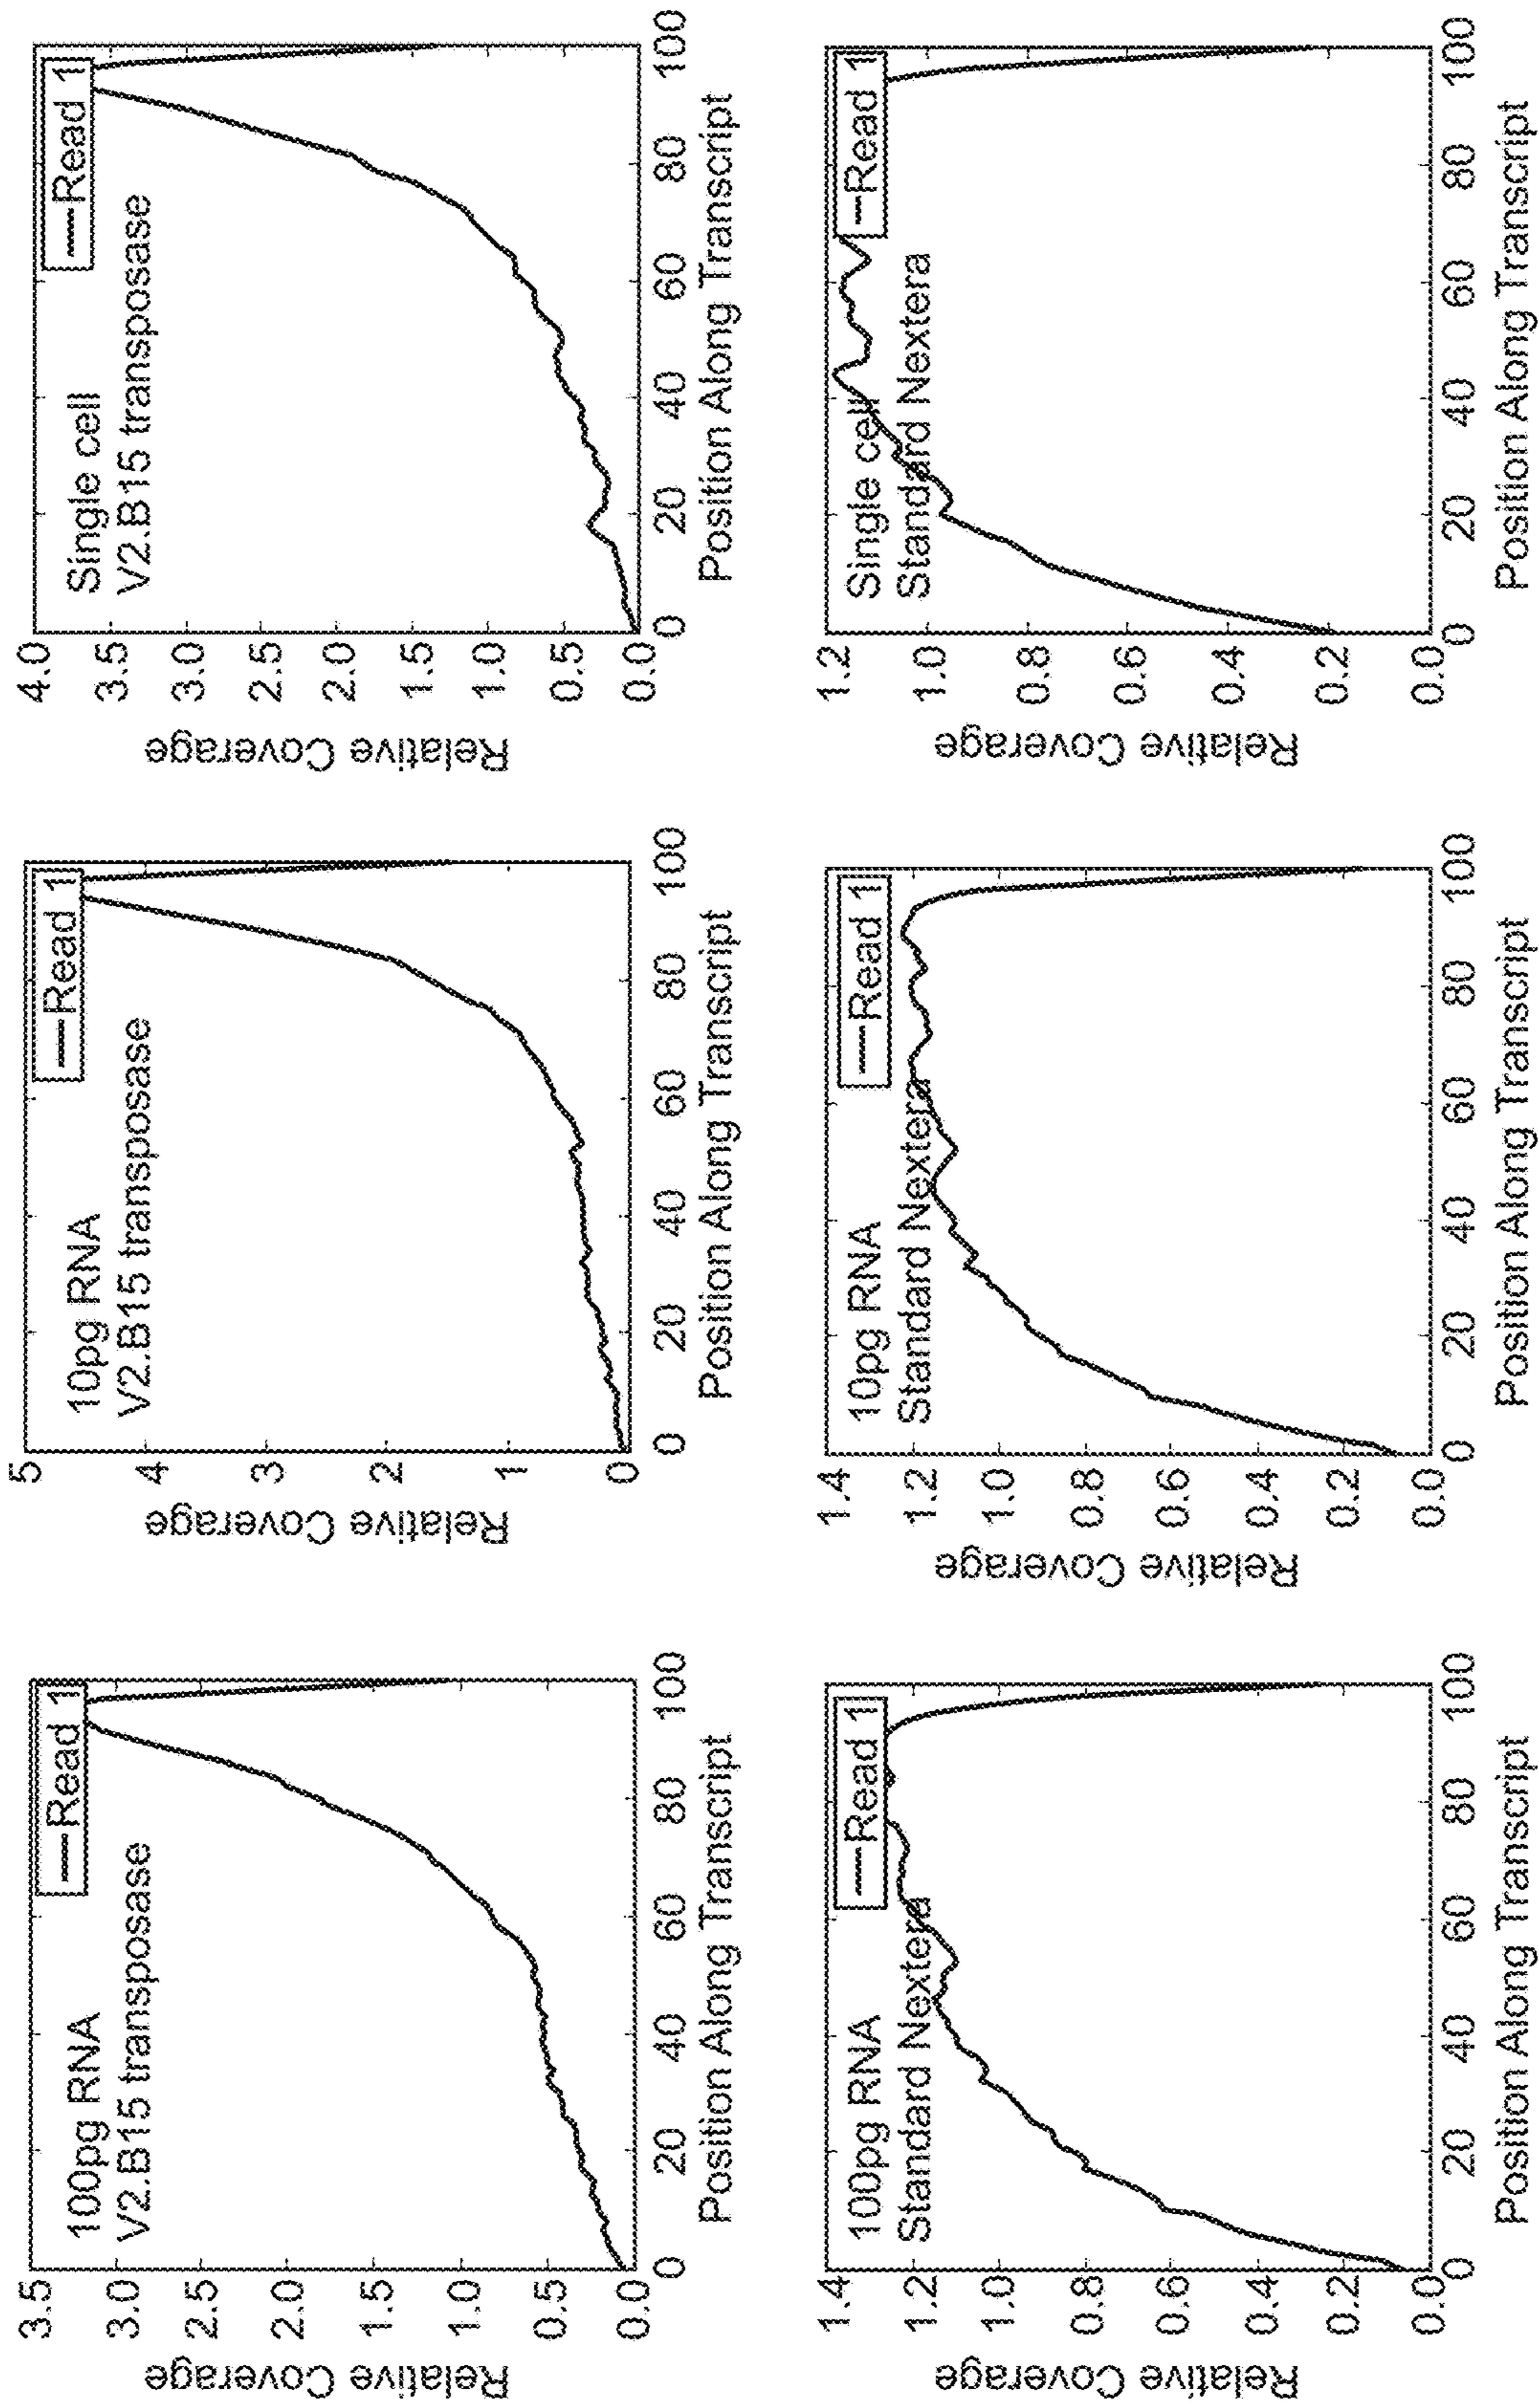 Relative Coverage
3.5
3.0
2.5
2.0
1.5
1.0
0.5
0.0
100pg RNA
V2.B15 transposase
Read 1
0 20 40 60 80 100
Position Along Transcript
Relative Coverage
5
4
3
2
1
0
10pg RNA
V2.B15 transposase
Read 1
0 20 40 60 80 100
Position Along Transcript
Relative Coverage
4.0
3.5
3.0
2.5
2.0
1.5
1.0
0.5
0.0
Single cell
V2.B15 transposase
Read 1
0 20 40 60 80 100
Position Along Transcript
Relative Coverage
1.4
1.2
1.0
0.8
0.6
0.4
0.2
0.0
100pg RNA
Standard Nextera
Read 1
0 20 40 60 80 100
Position Along Transcript
Relative Coverage
1.4
1.2
1.0
0.8
0.6
0.4
0.2
0.0
10pg RNA
Standard Nextera
Read 1
0 20 40 60 80 100
Position Along Transcript
Relative Coverage
1.2
1.0
0.8
0.6
0.4
0.2
0.0
Single cell
Standard Nextera
Read 1
0 20 40 60 80 100
Position Along Transcript